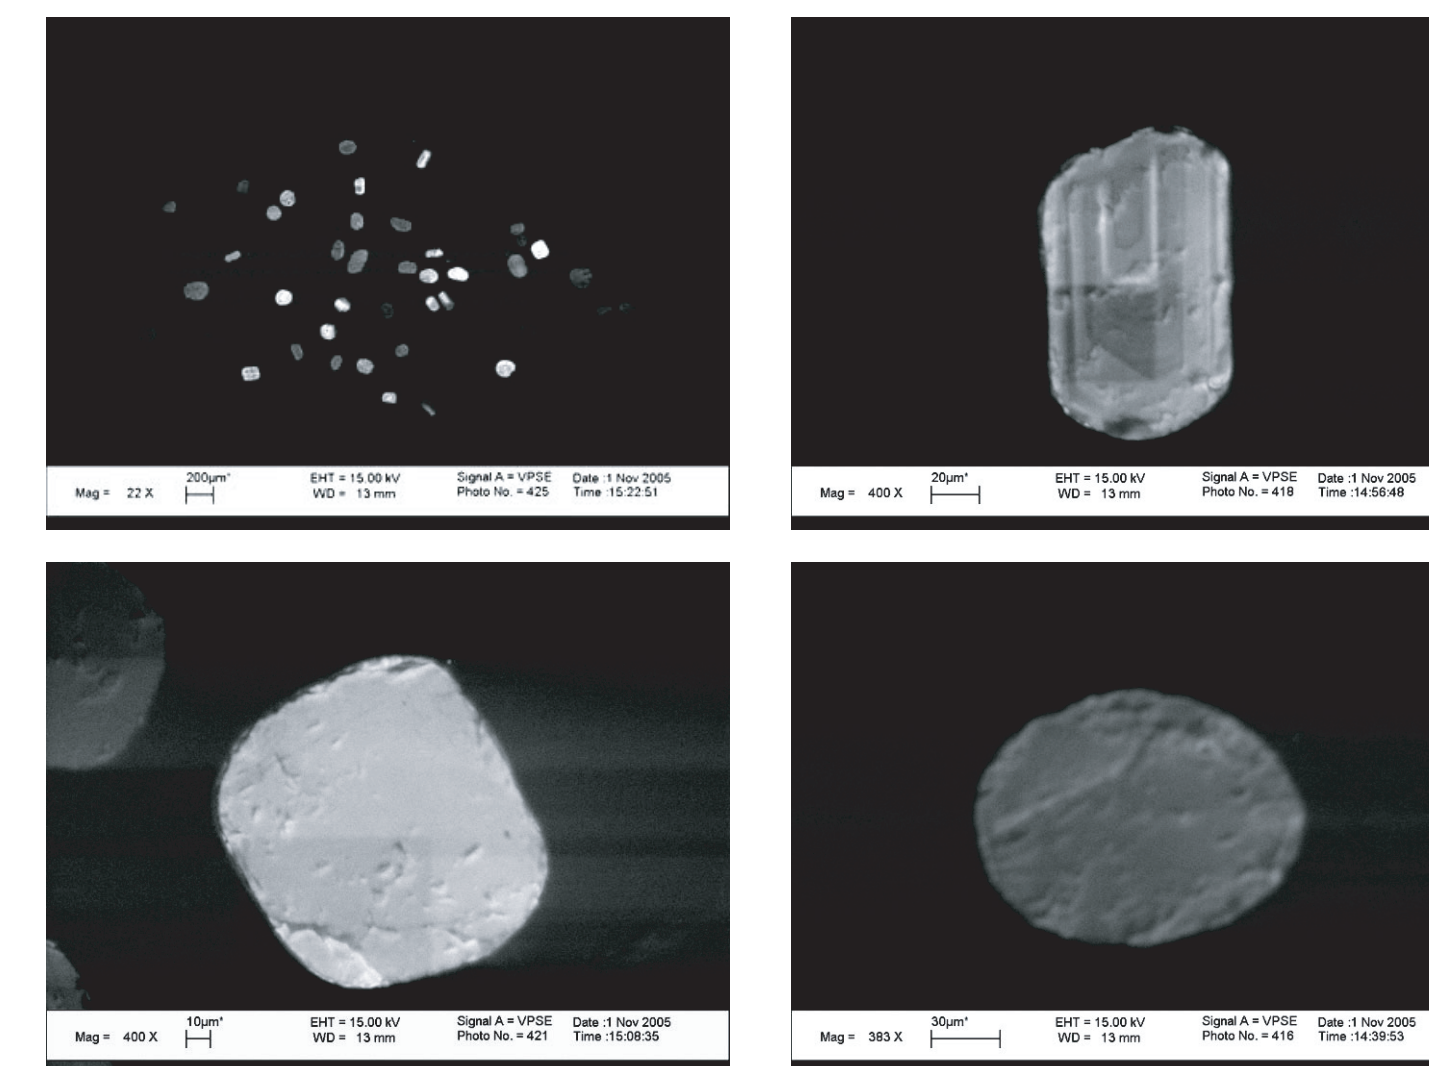 200µm*
EHT = 15.00 kV
Signal A = VPSE
Date :1 Nov 2005
Mag = 22 X
WD = 13 mm
Photo No. = 425
Time :15:22:51
20µm*
EHT = 15.00 kV
Signal A = VPSE
Date :1 Nov 2005
Mag = 400 X
WD = 13 mm
Photo No. = 418
Time :14:56:48
10µm*
EHT = 15.00 kV
Signal A = VPSE
Date :1 Nov 2005
Mag = 400 X
WD = 13 mm
Photo No. = 421
Time :15:08:35
30µm*
EHT = 15.00 kV
Signal A = VPSE
Date :1 Nov 2005
Mag = 383 X
WD = 13 mm
Photo No. = 416
Time :14:39:53